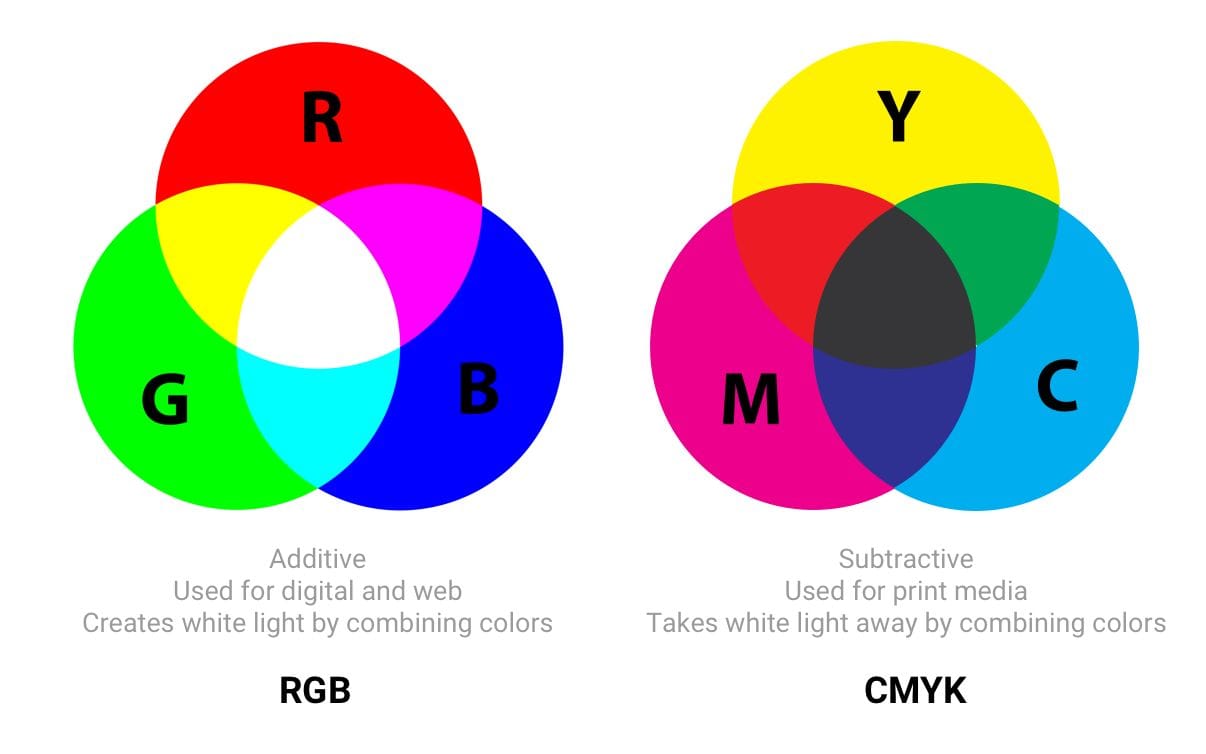 R
G
B
Additive
Used for digital and web
Creates white light by combining colors
RGB
Y
M
C
Subtractive
Used for print media
Takes white light away by combining colors
CMYK